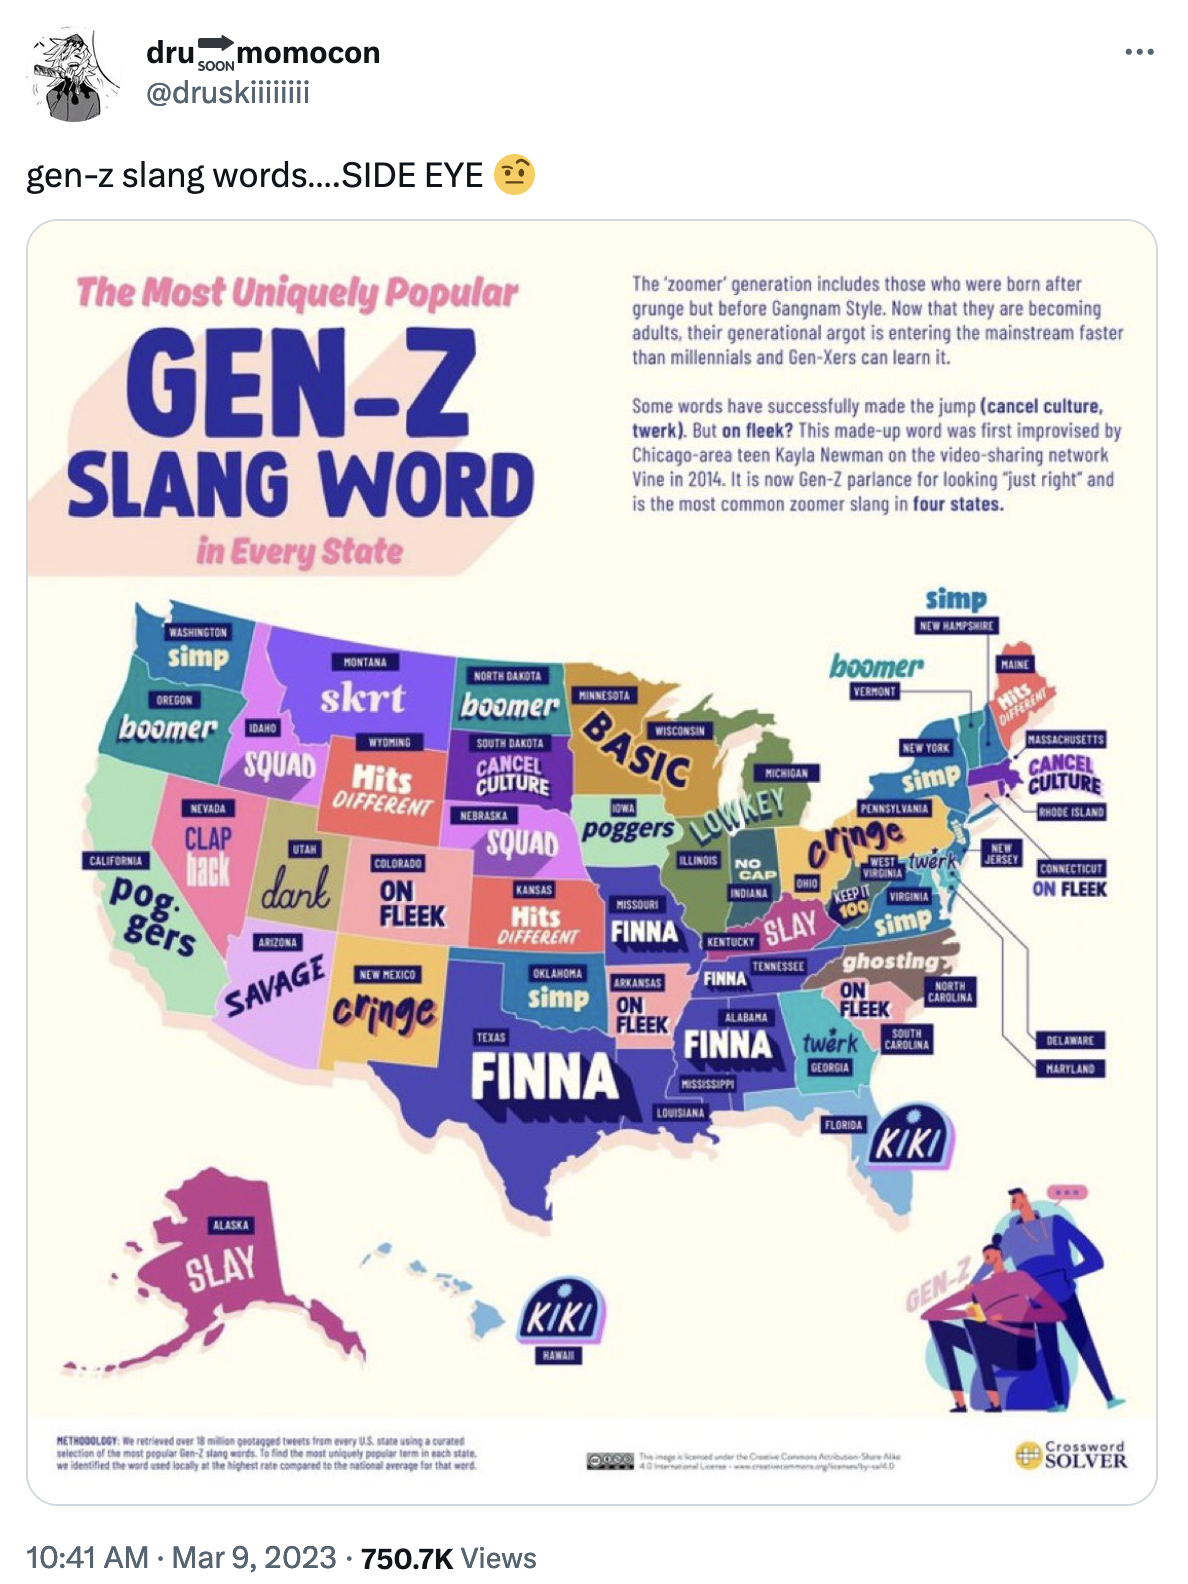 dru SOON momocon
@druskiiiiiiii
gen-z slang words....SIDE EYE 🤨
The Most Uniquely Popular
GEN-Z
SLANG WORD
in Every State
The 'zoomer' generation includes those who were born after
grunge but before Gangnam Style. Now that they are becoming
adults, their generational argot is entering the mainstream faster
than millennials and Gen-Xers can learn it.
Some words have successfully made the jump (cancel culture,
twerk). But on fleek? This made-up word was first improvised by
Chicago-area teen Kayla Newman on the video-sharing network
Vine in 2014. It is now Gen-Z parlance for looking "just right" and
is the most common zoomer slang in four states.
simp
NEW HAMPSHIRE
boomer
VERMONT
MAINE
Hits
DIFFERENT
WASHINGTON
simp
OREGON
boomer
IDAHO
SQUAD
MONTANA
skrt
WYOMING
Hits
DIFFERENT
NORTH DAKOTA
boomer
SOUTH DAKOTA
CANCEL
CULTURE
NEBRASKA
SQUAD
MINNESOTA
BASIC
WISCONSIN
MICHIGAN
LOWKEY
IOWA
poggers
ILLINOIS
NO
CAP
INDIANA
OHIO
cringe
PENNSYLVANIA
NEW YORK
simp
MASSACHUSETTS
CANCEL
CULTURE
RHODE ISLAND
CONNECTICUT
ON FLEEK
NEW
JERSEY
simp
twerk
WEST
VIRGINIA
KEEP IT
100
VIRGINIA
simp
CALIFORNIA
pog-
gers
NEVADA
CLAP
back
UTAH
dank
COLORADO
ON
FLEEK
KANSAS
Hits
DIFFERENT
MISSOURI
FINNA
KENTUCKY
SLAY
TENNESSEE
FINNA
ghosting
NORTH
CAROLINA
ARIZONA
SAVAGE
NEW MEXICO
cringe
OKLAHOMA
simp
ARKANSAS
ON
FLEEK
ON
FLEEK
SOUTH
CAROLINA
TEXAS
FINNA
ALABAMA
FINNA
MISSISSIPPI
LOUISIANA
twerk
GEORGIA
FLORIDA
KIKI
DELAWARE
MARYLAND
ALASKA
SLAY
KIKI
HAWAII
GEN-Z
METHODOLOGY: We retrieved over 18 million geotagged tweets from every U.S. state using a curated
selection of the most popular Gen-Z slang words. To find the most uniquely popular term in each state,
we identified the word used locally at the highest rate compared to the national average for that word.
This image is licensed under the Creative Commons Attribution-Share Alike
4.0 International License - www.creativecommons.org/licenses/by-sa/4.0
Crossword
SOLVER
10:41 AM · Mar 9, 2023 · 750.7K Views